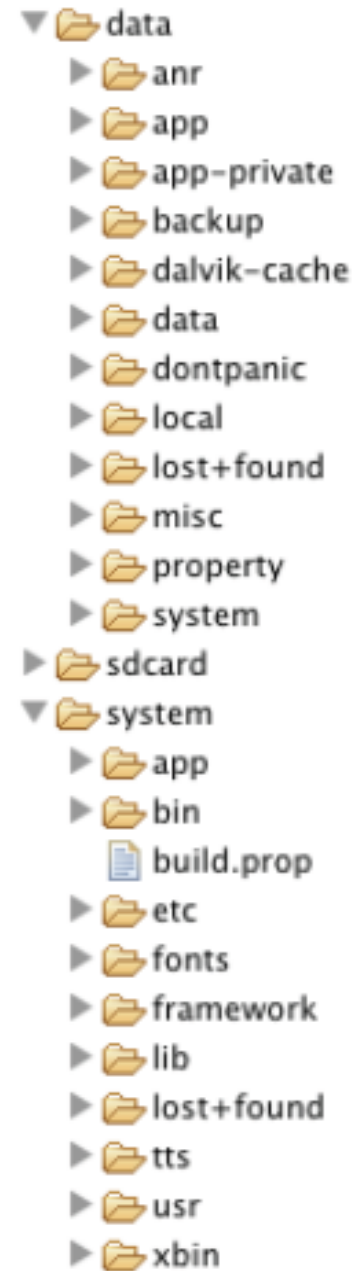 data
anr
app
app-private
backup
dalvik-cache
data
dontpanic
local
lost+found
misc
property
system
sdcard
system
app
bin
build.prop
etc
fonts
framework
lib
lost+found
tts
usr
xbin